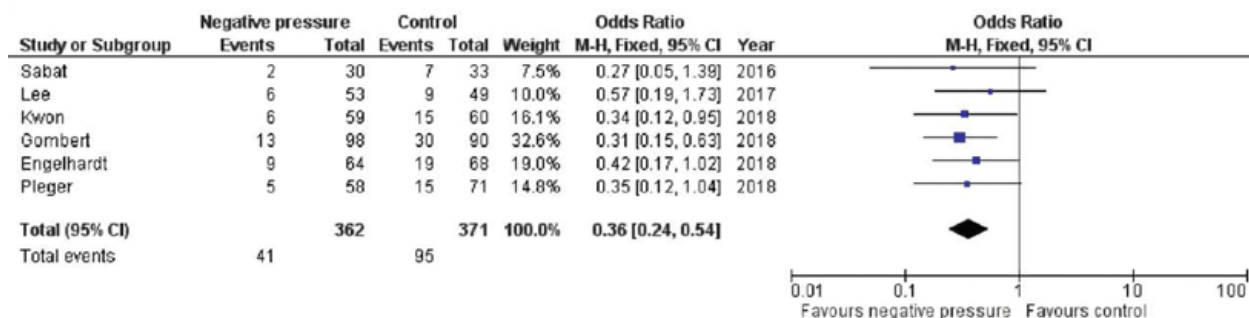 Negative pressure Control Odds Ratio Odds Ratio
Study or Subgroup Events Total Events Total Weight M-H, Fixed, 95% CI Year M-H, Fixed, 95% CI
Sabat 2 30 7 33 7.5% 0.27 [0.05, 1.39] 2016
Lee 6 53 9 49 10.0% 0.57 [0.19, 1.73] 2017
Kwon 6 59 15 60 16.1% 0.34 [0.12, 0.95] 2018
Gombert 13 98 30 90 32.6% 0.31 [0.15, 0.63] 2018
Engelhardt 9 64 19 68 19.0% 0.42 [0.17, 1.02] 2018
Pleger 5 58 15 71 14.8% 0.35 [0.12, 1.04] 2018
Total (95% CI) 362 371 100.0% 0.36 [0.24, 0.54]
Total events 41 95
0.01 0.1 1 10 100
Favours negative pressure Favours control